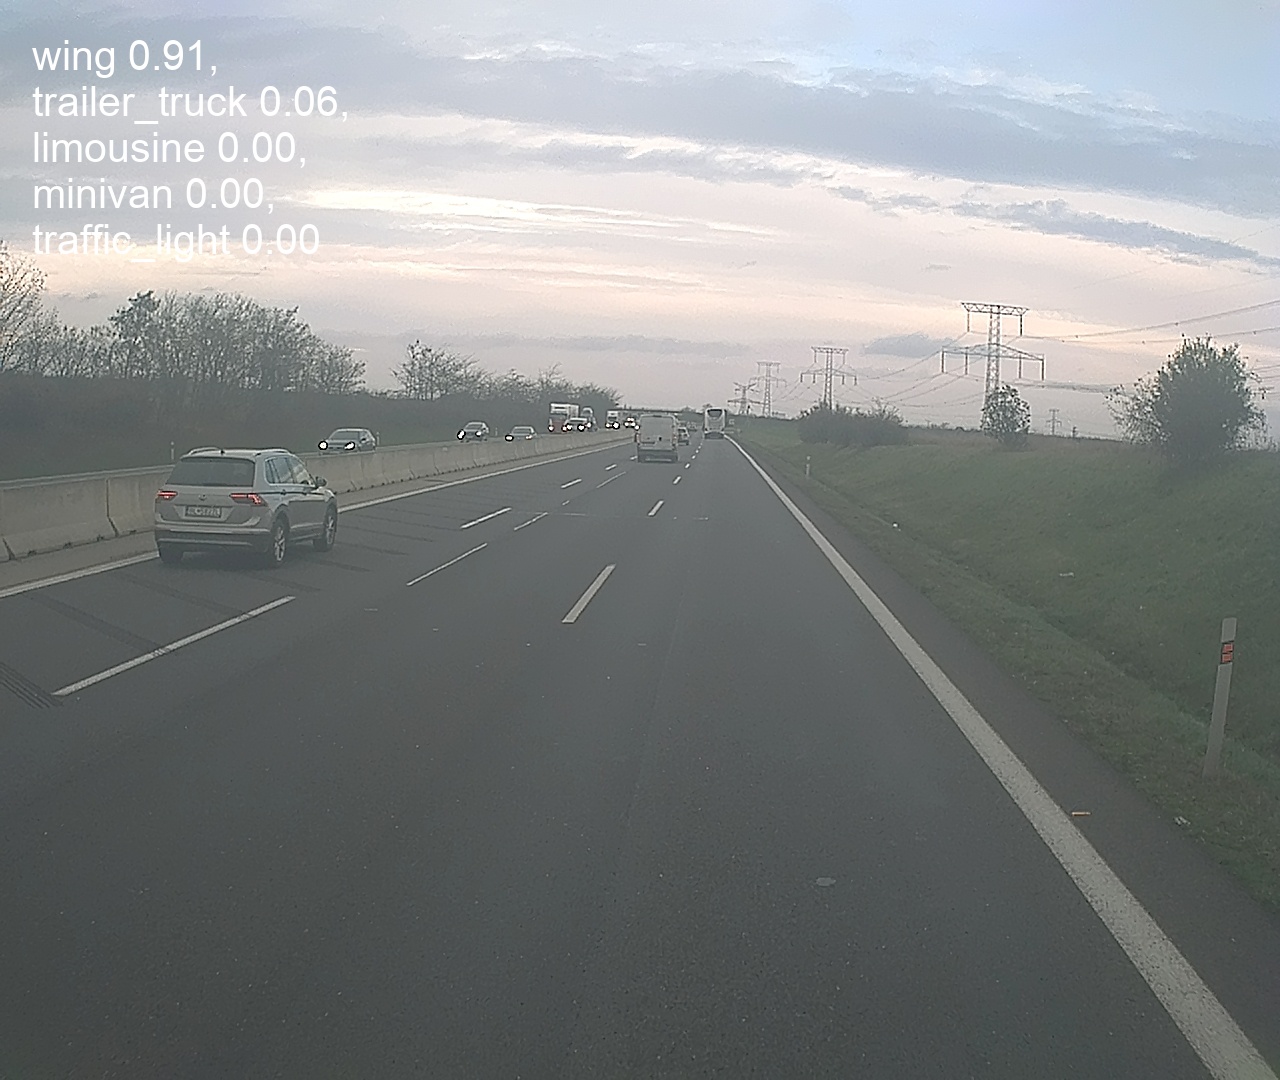 wing 0.91,
trailer_truck 0.06,
limousine 0.00,
minivan 0.00,
traffic_light 0.00